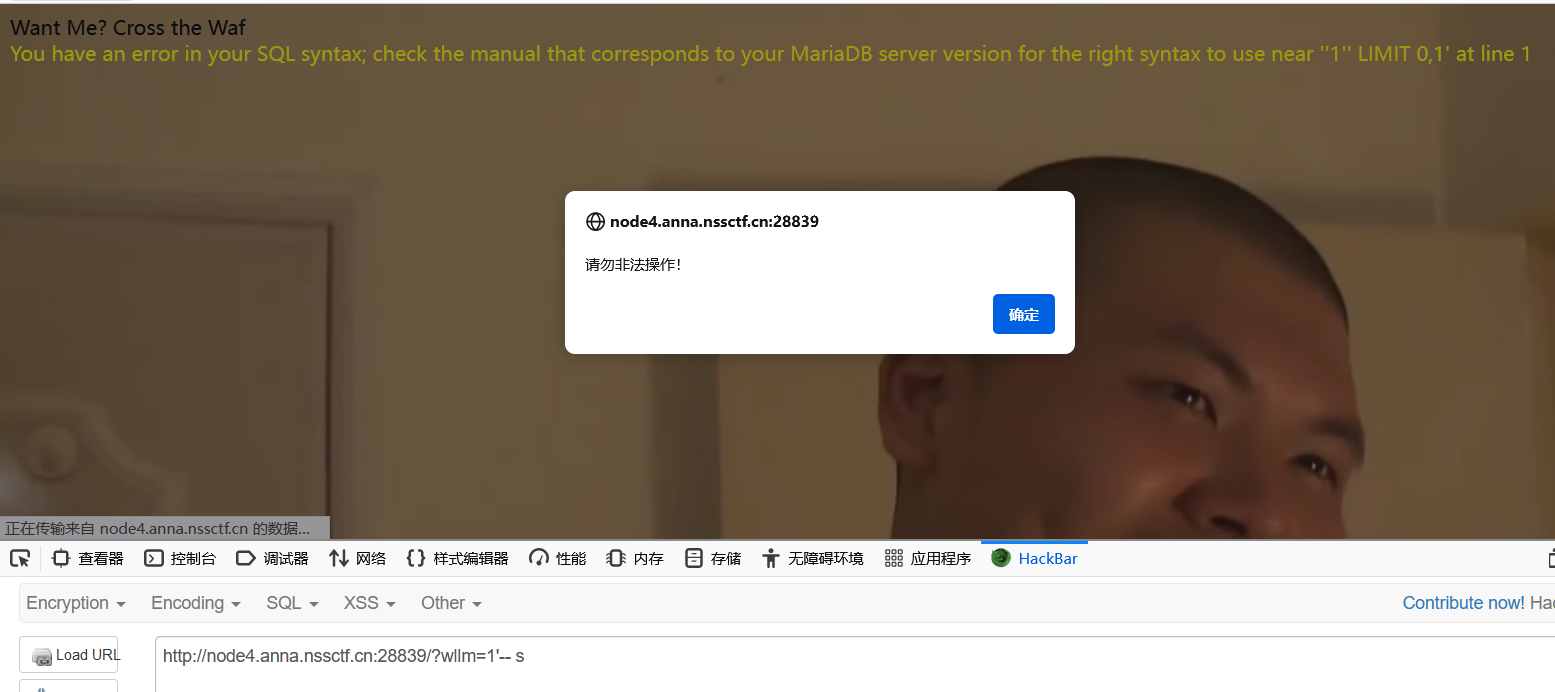 Want Me? Cross the Waf
You have an error in your SQL syntax; check the manual that corresponds to your MariaDB server version for the right syntax to use near ''1'' LIMIT 0,1' at line 1
node4.anna.nssctf.cn:28839
请勿非法操作!
确定
正在传输来自 node4.anna.nssctf.cn 的数据...
查看器 控制台 调试器 网络 样式编辑器 性能 内存 存储 无障碍环境 应用程序 HackBar
Encryption Encoding SQL XSS Other Contribute now! Hac
Load URL http://node4.anna.nssctf.cn:28839/?wllm=1'-- s